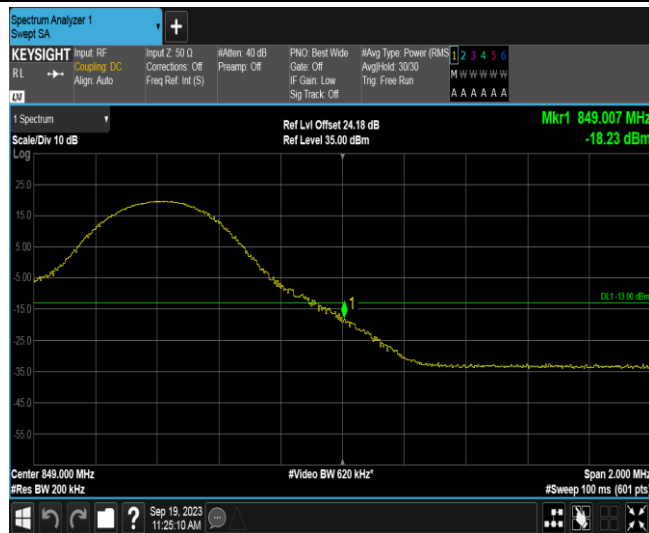 Spectrum Analyzer 1
Swept SA
+
KEYSIGHT
RL
Input: RF
Coupling: DC
Align: Auto
Input Z: 50 Ω
Corrections: Off
Freq Ref: Int (S)
#Atten: 40 dB
Preamp: Off
PNO: Best Wide
Gate: Off
IF Gain: Low
Sig Track: Off
#Avg Type: Power (RMS
Avg|Hold: 30/30
Trig: Free Run
1 2 3 4 5 6
M W W W W W
A A A A A A
LXI
1 Spectrum
Scale/Div 10 dB
Log
Ref Lvl Offset 24.18 dB
Ref Level 35.00 dBm
Mkr1 849.007 MHz
-18.23 dBm
25.0
15.0
5.00
-5.00
-15.0
-25.0
-35.0
-45.0
-55.0
1
DL1 -13.00 dBm
Center 849.000 MHz
#Res BW 200 kHz
#Video BW 620 kHz*
Span 2.000 MHz
#Sweep 100 ms (601 pts)
?
Sep 19, 2023
11:25:10 AM